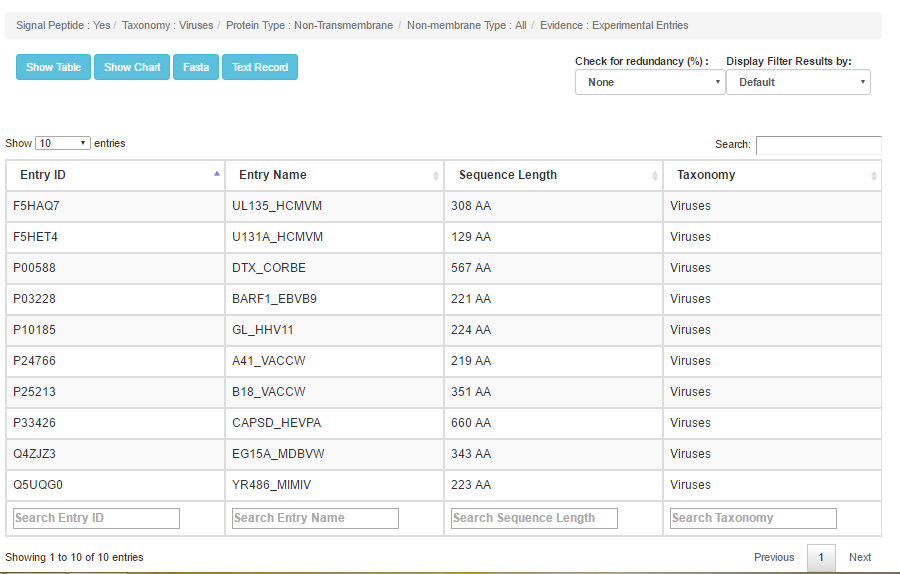 Signal Peptide : Yes / Taxonomy : Viruses / Protein Type : Non-Transmembrane / Non-membrane Type : All / Evidence : Experimental Entries
Show Table Show Chart Fasta Text Record
Check for redundancy (%) : Display Filter Results by:
None Default
Show 10 entries Search:
Entry ID Entry Name Sequence Length Taxonomy
F5HAQ7 UL135_HCMVM 308 AA Viruses
F5HET4 U131A_HCMVM 129 AA Viruses
P00588 DTX_CORBE 567 AA Viruses
P03228 BARF1_EBVB9 221 AA Viruses
P10185 GL_HHV11 224 AA Viruses
P24766 A41_VACCW 219 AA Viruses
P25213 B18_VACCW 351 AA Viruses
P33426 CAPSD_HEVPA 660 AA Viruses
Q4ZJZ3 EG15A_MDBVW 343 AA Viruses
Q5UQG0 YR486_MIMIV 223 AA Viruses
Search Entry ID Search Entry Name Search Sequence Length Search Taxonomy
Showing 1 to 10 of 10 entries Previous 1 Next